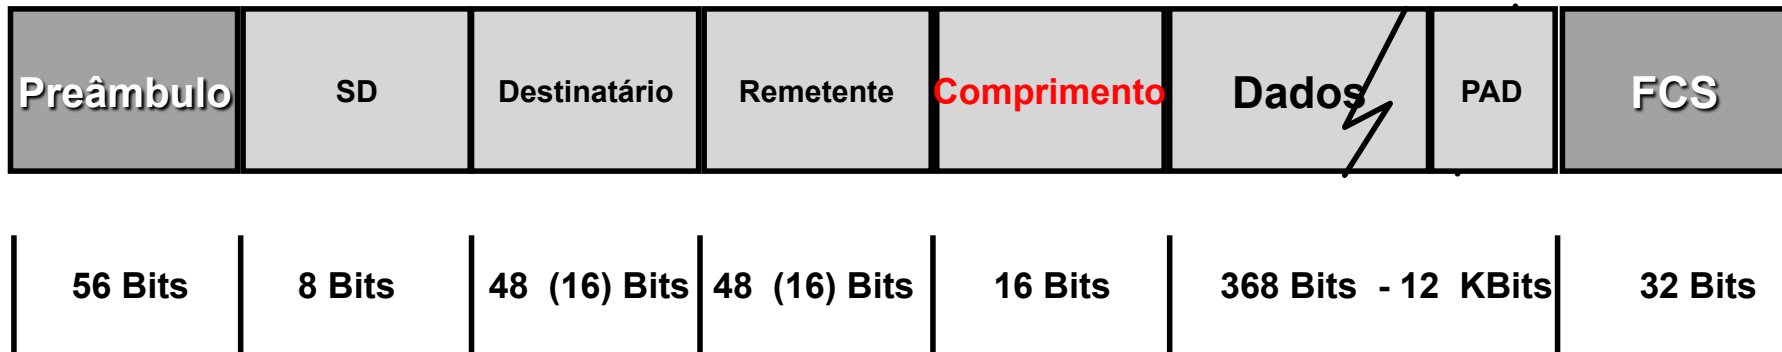 Preâmbulo SD Destinatário Remetente Comprimento Dados PAD FCS
56 Bits 8 Bits 48 (16) Bits 48 (16) Bits 16 Bits 368 Bits - 12 KBits 32 Bits